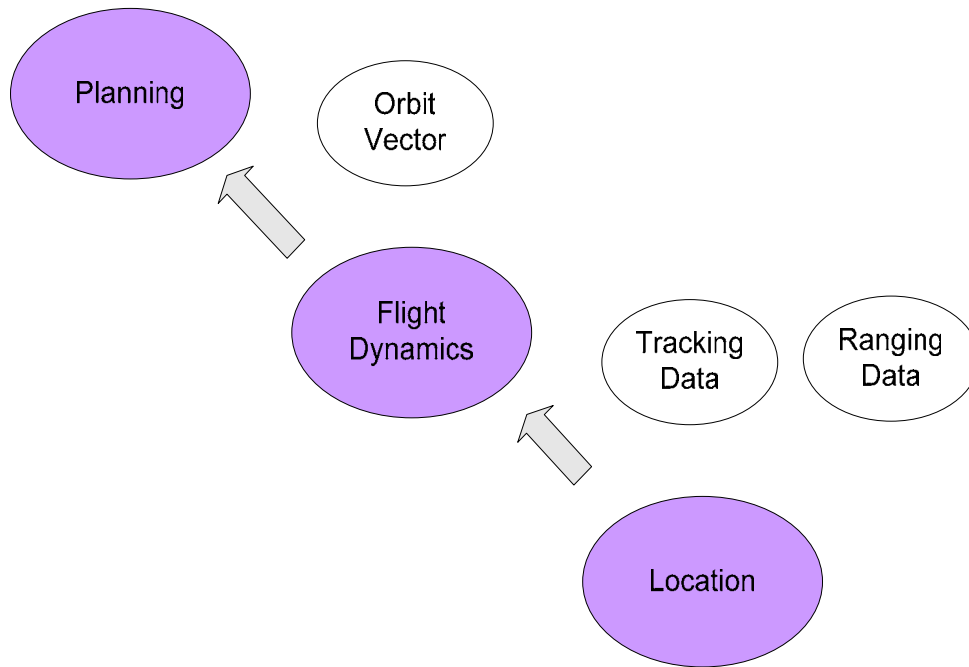 Planning
Orbit
Vector
Flight
Dynamics
Tracking
Data
Ranging
Data
Location